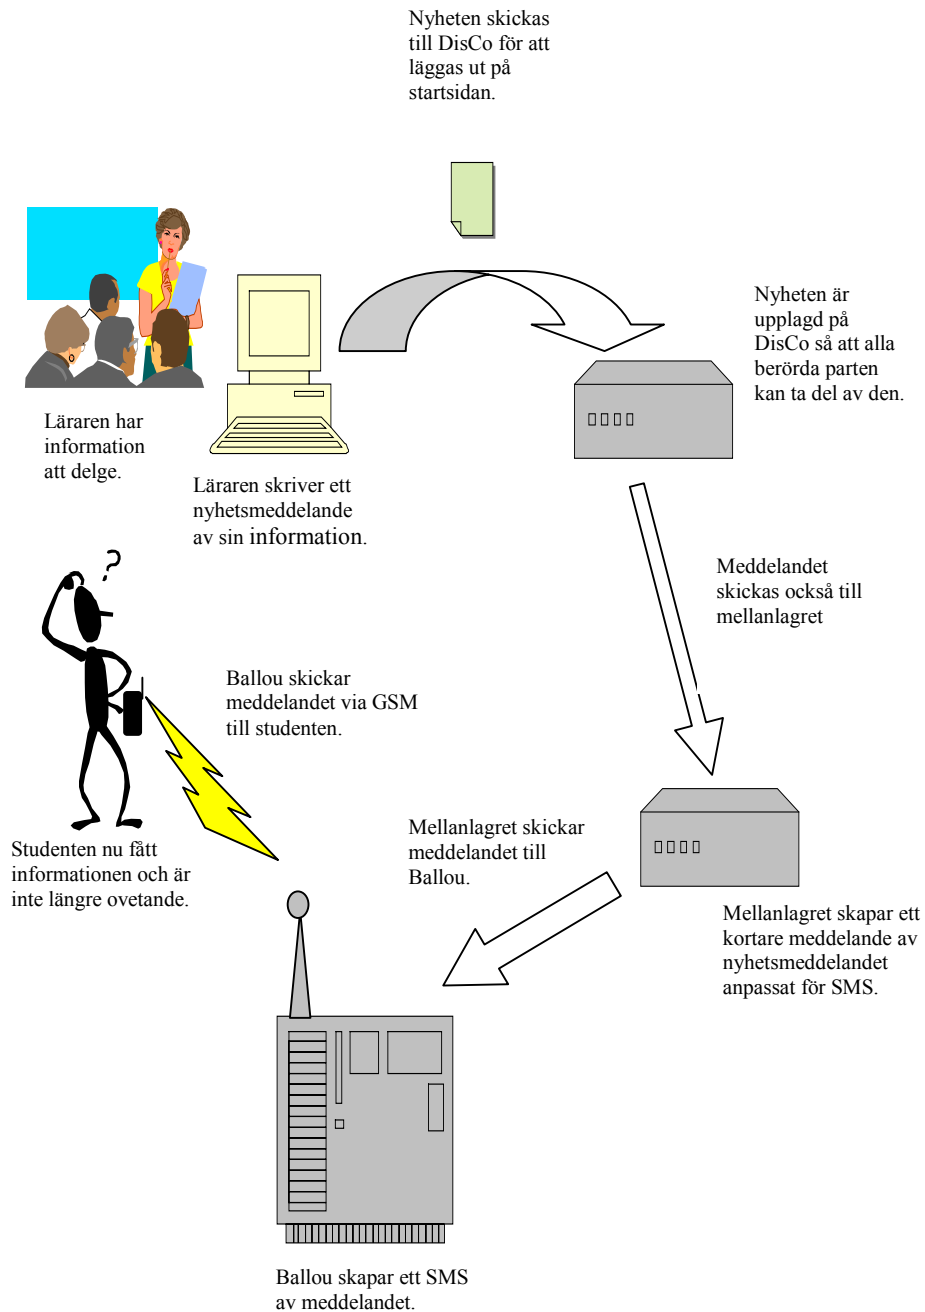 Nyheten skickas
till DisCo för att
läggas ut på
startsidan.
Nyheten är
upplagd på
DisCo så att alla
berörda parten
kan ta del av den.
Läraren har
information
att delge.
Läraren skriver ett
nyhetsmeddelande
av sin information.
?
Meddelandet
skickas också till
mellanlagret
Ballou skickar
meddelandet via GSM
till studenten.
Mellanlagret skickar
meddelandet till
Ballou.
Studenten nu fått
informationen och är
inte längre ovetande.
Mellanlagret skapar ett
kortare meddelande av
nyhetsmeddelandet
anpassat för SMS.
Ballou skapar ett SMS
av meddelandet.